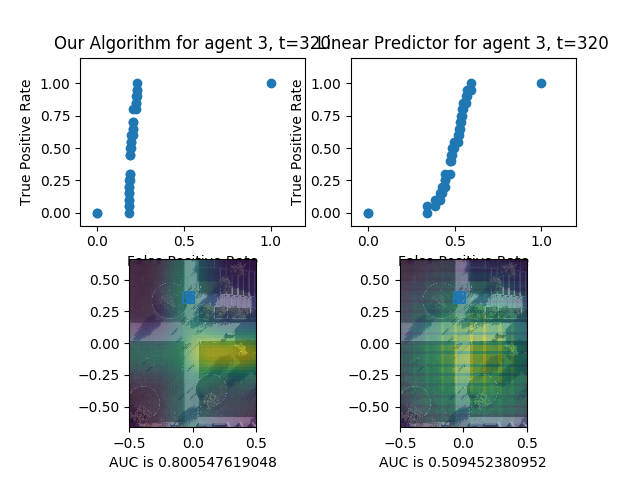 Our Algorithm for agent 3, t=320
Linear Predictor for agent 3, t=320
True Positive Rate
1.00
0.75
0.50
0.25
0.00
0.0 0.5 1.0
False Positive Rate
True Positive Rate
1.00
0.75
0.50
0.25
0.00
0.0 0.5 1.0
False Positive Rate
0.50
0.25
0.00
−0.25
−0.50
−0.5 0.0 0.5
AUC is 0.800547619048
0.50
0.25
0.00
−0.25
−0.50
−0.5 0.0 0.5
AUC is 0.509452380952